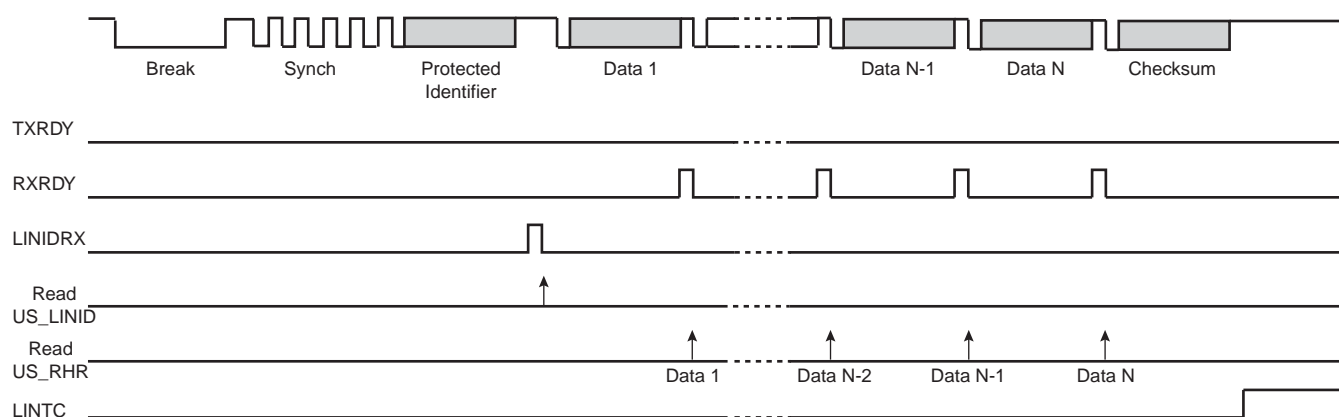 Break Synch Protected Identifier Data 1 Data N-1 Data N Checksum
TXRDY
RXRDY
LINIDRX
Read
US_LINID
Read
US_RHR
Data 1 Data N-2 Data N-1 Data N
LINTC